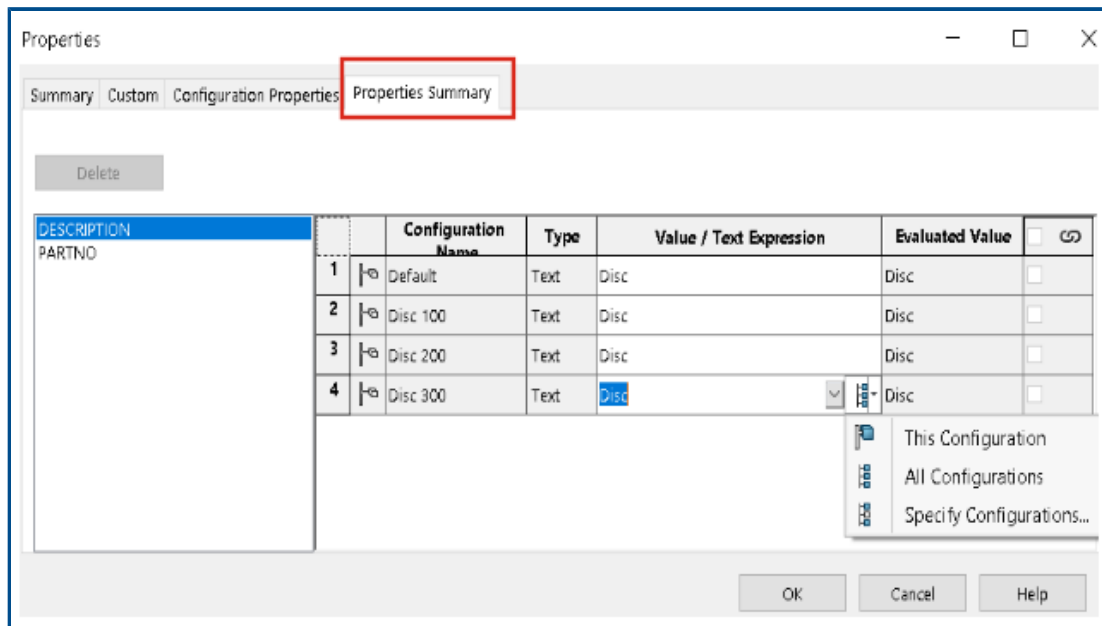 Properties
Summary Custom Configuration Properties Properties Summary
Delete
DESCRIPTION
PARTNO
Configuration Name Type Value / Text Expression Evaluated Value
1 Default Text Disc Disc
2 Disc 100 Text Disc Disc
3 Disc 200 Text Disc Disc
4 Disc 300 Text Disc Disc
This Configuration
All Configurations
Specify Configurations...
OK Cancel Help